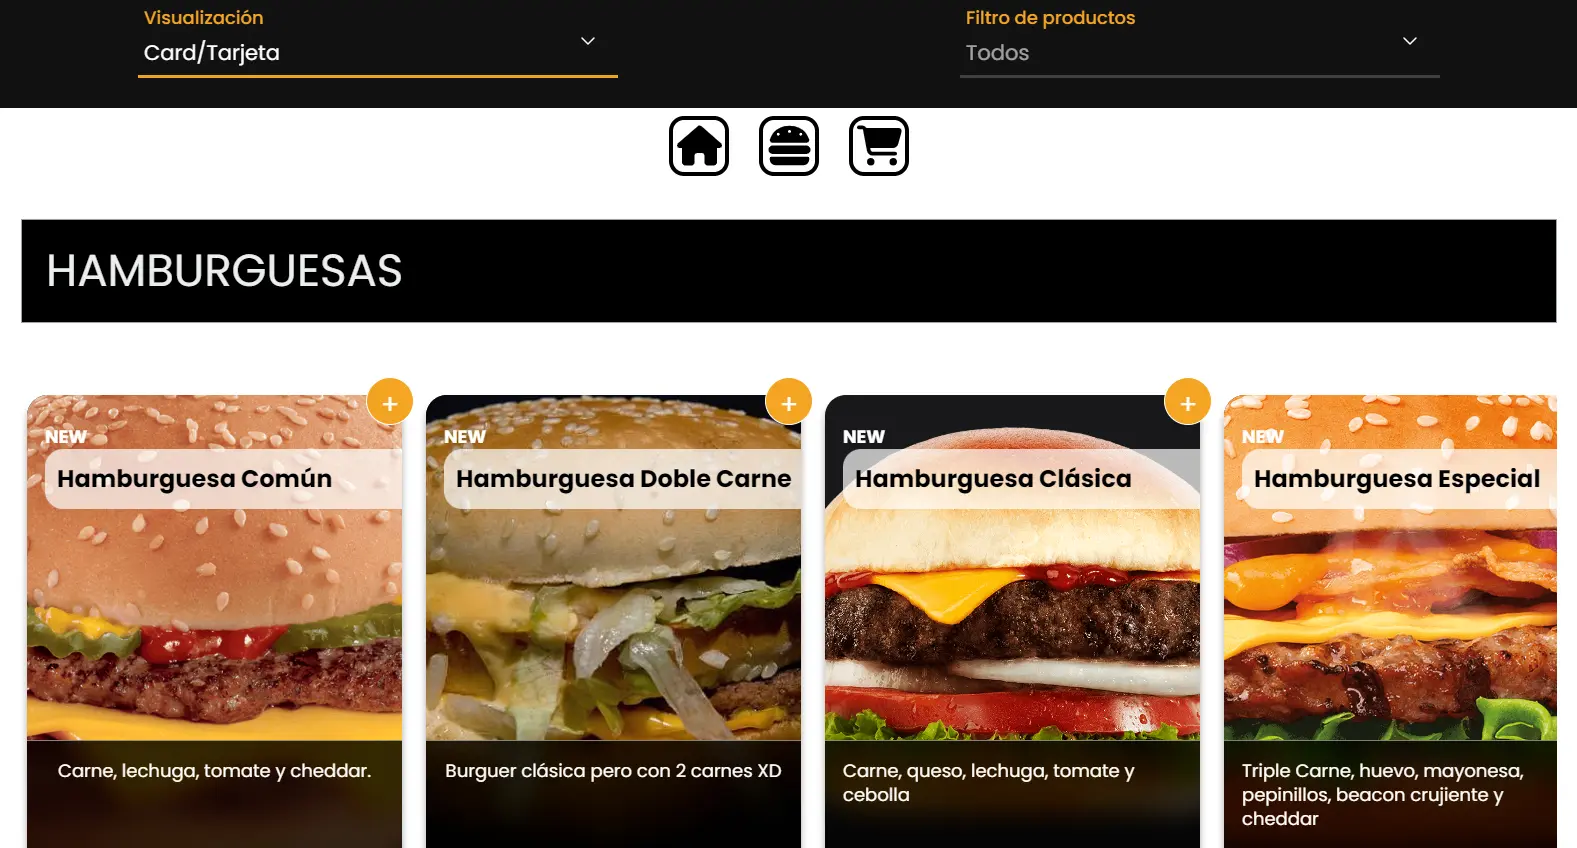 Visualización
Card/Tarjeta
Filtro de productos
Todos
HAMBURGUESAS
+
NEW
Hamburguesa Común
Carne, lechuga, tomate y cheddar.
+
NEW
Hamburguesa Doble Carne
Burguer clásica pero con 2 carnes XD
+
NEW
Hamburguesa Clásica
Carne, queso, lechuga, tomate y
cebolla
NEW
Hamburguesa Especial
Triple Carne, huevo, mayonesa,
pepinillos, beacon crujiente y
cheddar